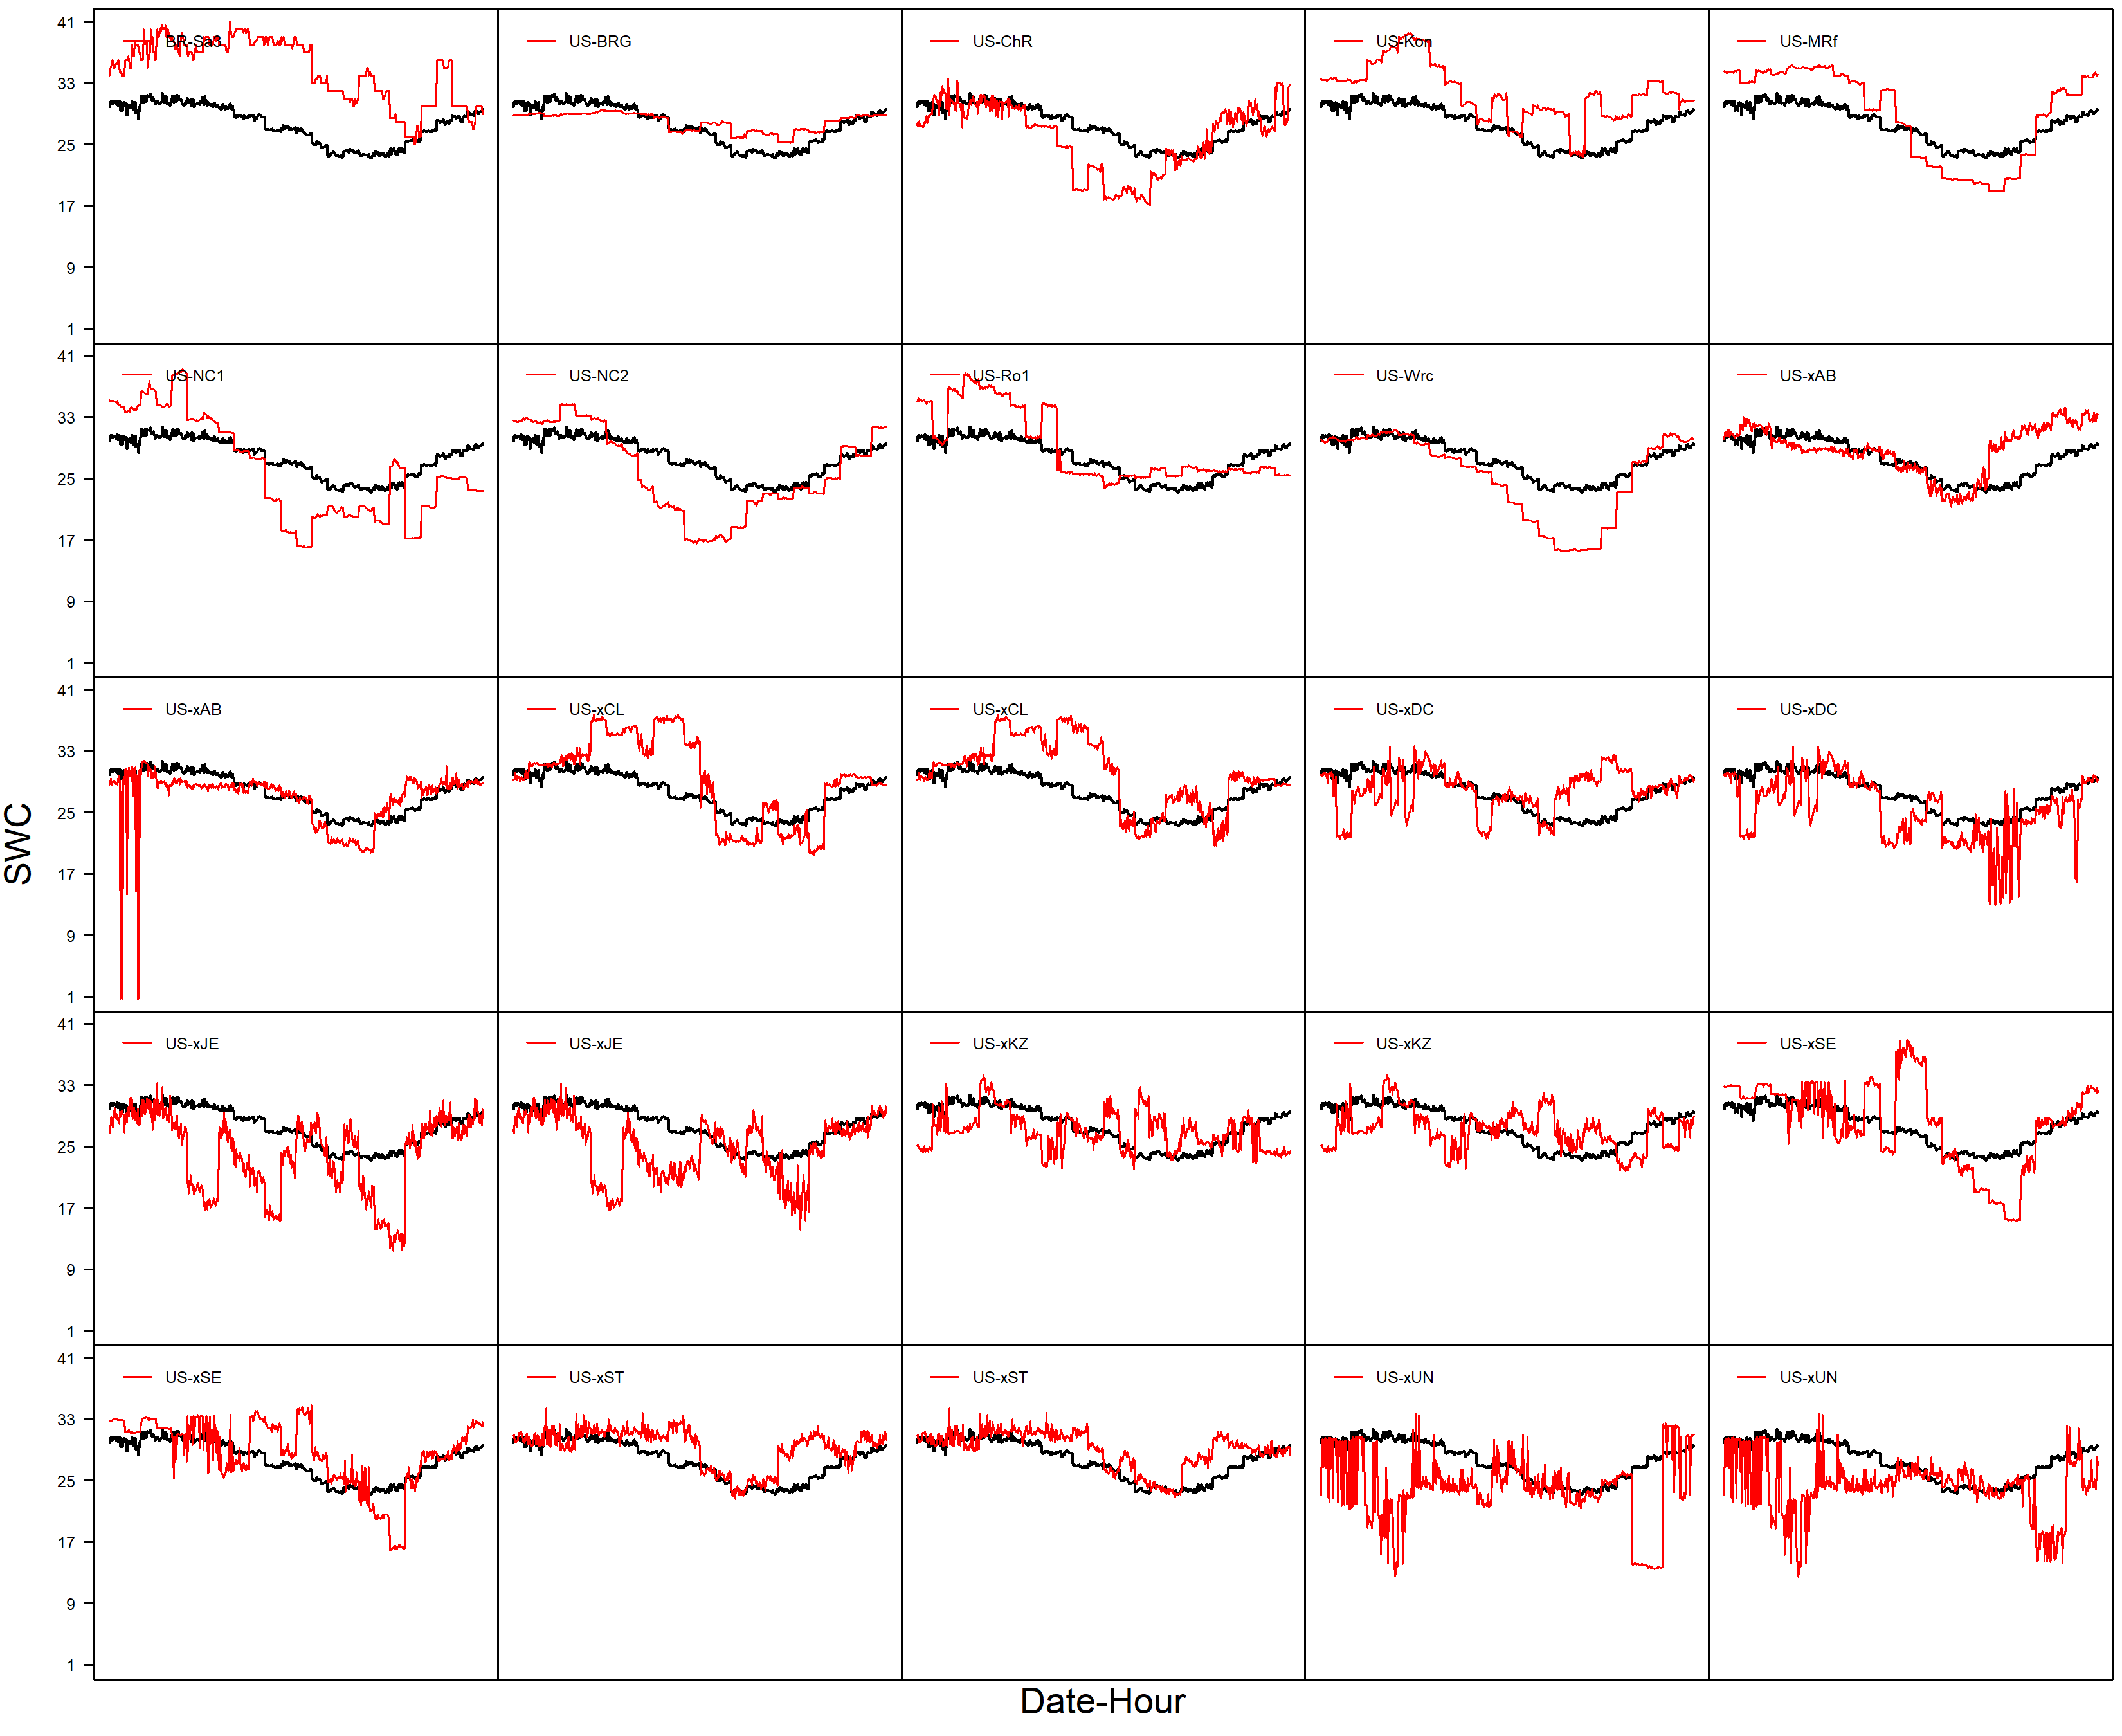 41
33
25
17
9
1
BR-Sa3
US-BRG
US-ChR
US-Kon
US-MRf
41
33
25
17
9
1
US-NC1
US-NC2
US-Ro1
US-Wrc
US-xAB
41
33
25
17
9
1
US-xAB
US-xCL
US-xCL
US-xDC
US-xDC
SWC
41
33
25
17
9
1
US-xJE
US-xJE
US-xKZ
US-xKZ
US-xSE
41
33
25
17
9
1
US-xSE
US-xST
US-xST
US-xUN
US-xUN
Date-Hour